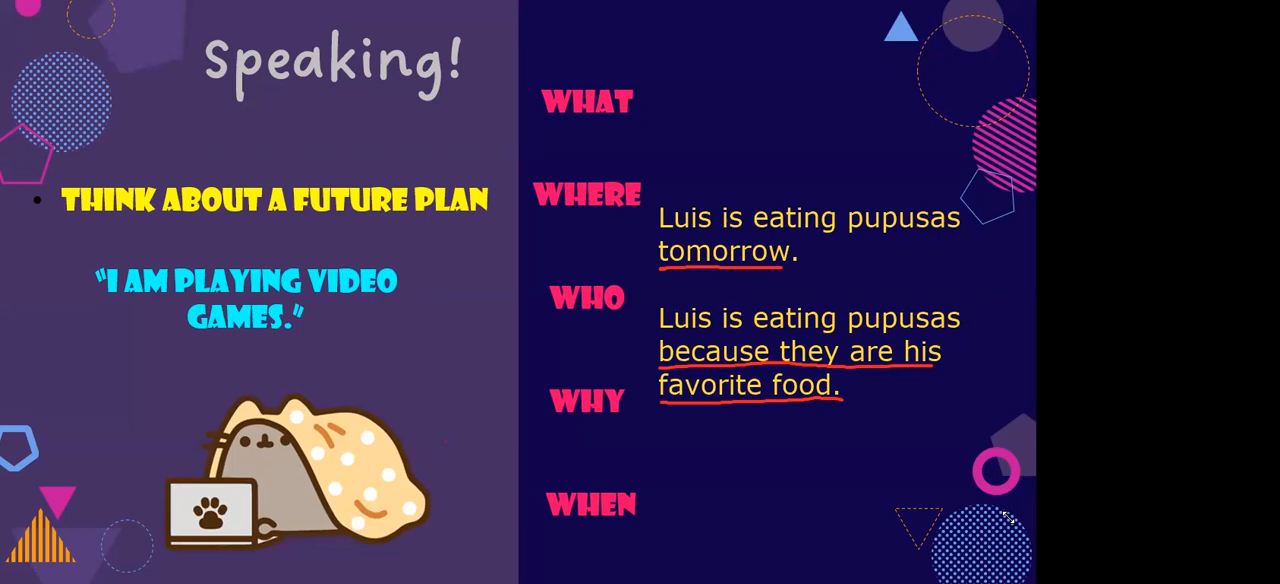 Speaking!
• THINK ABOUT A FUTURE PLAN
"I AM PLAYING VIDEO
GAMES."
WHAT
WHERE
WHO
WHY
WHEN
Luis is eating pupusas
tomorrow.
Luis is eating pupusas
because they are his
favorite food.